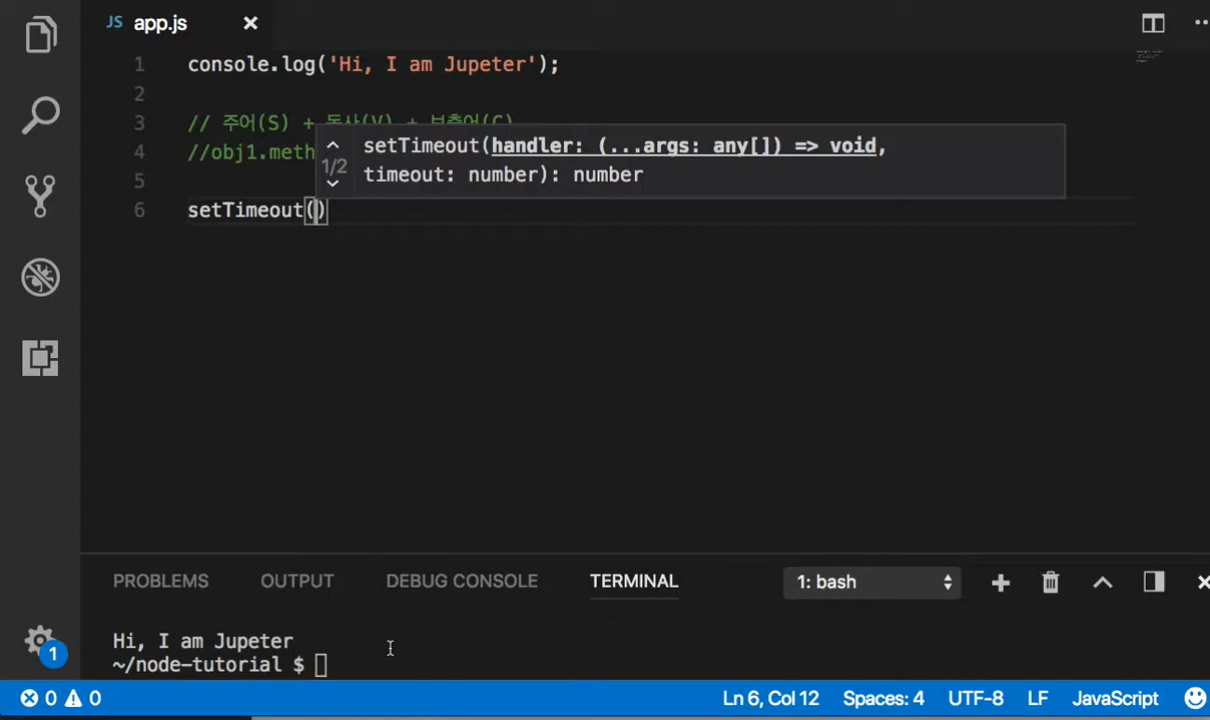 JS app.js
1 console.log('Hi, I am Jupeter');
2
3 // 주어(S) + 동사(V) + 보충어(C)
4 //obj1.meth
1/2 setTimeout(handler: (...args: any[]) => void,
timeout: number): number
5
6 setTimeout()
PROBLEMS OUTPUT DEBUG CONSOLE TERMINAL 1: bash
Hi, I am Jupeter
~/node-tutorial $
1
0 0 Ln 6, Col 12 Spaces: 4 UTF-8 LF JavaScript